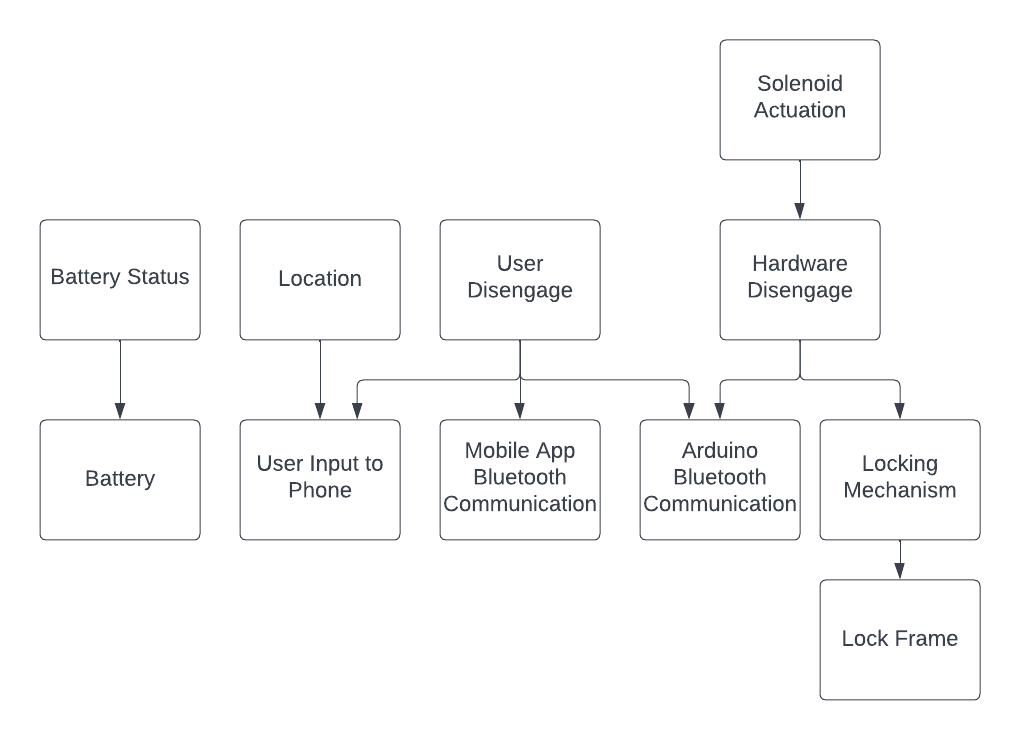 Solenoid
Actuation
Battery Status
Location
User
Disengage
Hardware
Disengage
Battery
User Input to
Phone
Mobile App
Bluetooth
Communication
Arduino
Bluetooth
Communication
Locking
Mechanism
Lock Frame